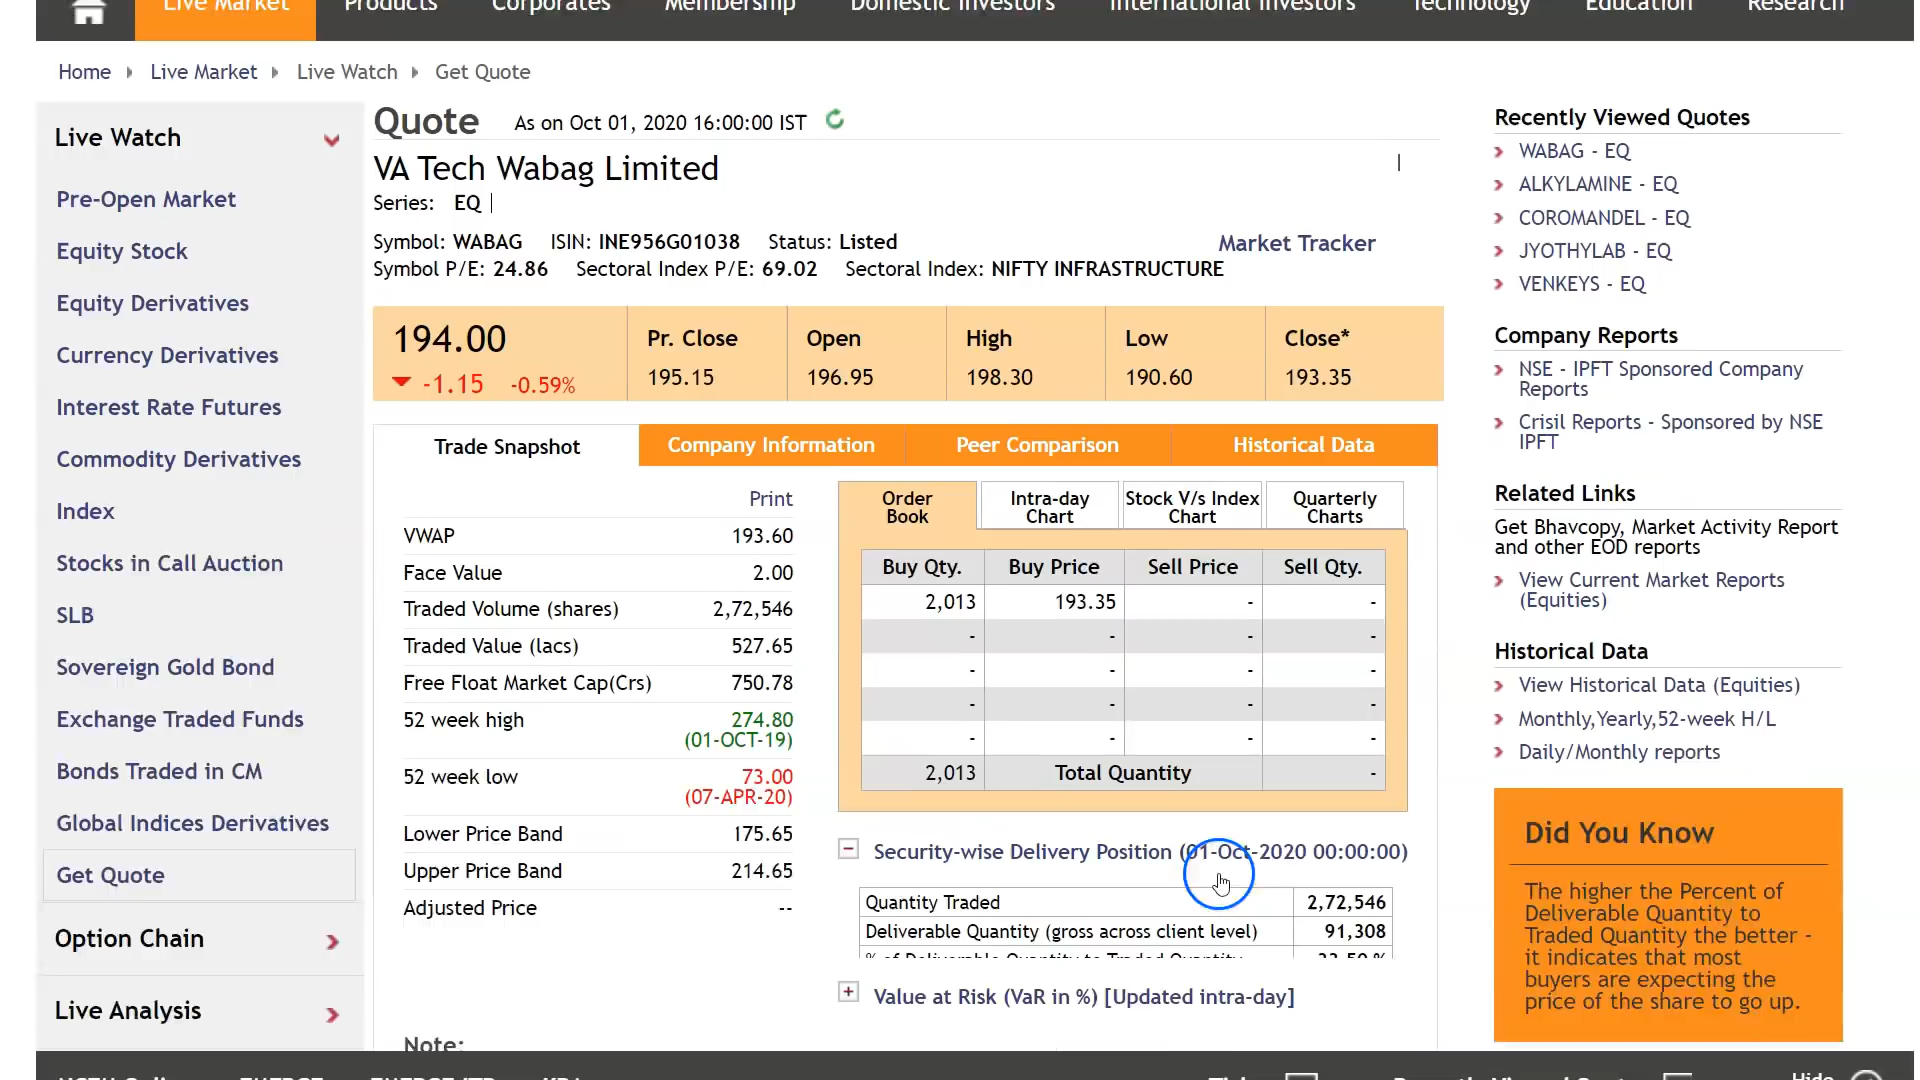 Live Market Products Corporates Membership Domestic Investors International Investors Technology Education Research
Home Live Market Live Watch Get Quote
Live Watch
Pre-Open Market
Equity Stock
Equity Derivatives
Currency Derivatives
Interest Rate Futures
Commodity Derivatives
Index
Stocks in Call Auction
SLB
Sovereign Gold Bond
Exchange Traded Funds
Bonds Traded in CM
Global Indices Derivatives
Get Quote
Option Chain
Live Analysis
Quote As on Oct 01, 2020 16:00:00 IST
VA Tech Wabag Limited |
Series: EQ |
Symbol: WABAG ISIN: INE956G01038 Status: Listed Market Tracker
Symbol P/E: 24.86 Sectoral Index P/E: 69.02 Sectoral Index: NIFTY INFRASTRUCTURE
194.00 Pr. Close Open High Low Close*
-1.15 -0.59% 195.15 196.95 198.30 190.60 193.35
Trade Snapshot Company Information Peer Comparison Historical Data
Print
VWAP 193.60
Face Value 2.00
Traded Volume (shares) 2,72,546
Traded Value (lacs) 527.65
Free Float Market Cap(Crs) 750.78
52 week high 274.80
(01-OCT-19)
52 week low 73.00
(07-APR-20)
Lower Price Band 175.65
Upper Price Band 214.65
Adjusted Price --
Note:
Order Intra-day Stock V/s Index Quarterly
Book Chart Chart Charts
Buy Qty. Buy Price Sell Price Sell Qty.
2,013 193.35 - -
- - - -
- - - -
- - - -
- - - -
2,013 Total Quantity -
Security-wise Delivery Position (01-Oct-2020 00:00:00)
Quantity Traded 2,72,546
Deliverable Quantity (gross across client level) 91,308
% of Deliverable Quantity to Traded Quantity
Value at Risk (VaR in %) [Updated intra-day]
Recently Viewed Quotes
WABAG - EQ
ALKYLAMINE - EQ
COROMANDEL - EQ
JYOTHYLAB - EQ
VENKEYS - EQ
Company Reports
NSE - IPFT Sponsored Company
Reports
Crisil Reports - Sponsored by NSE
IPFT
Related Links
Get Bhavcopy, Market Activity Report
and other EOD reports
View Current Market Reports
(Equities)
Historical Data
View Historical Data (Equities)
Monthly,Yearly,52-week H/L
Daily/Monthly reports
Did You Know
The higher the Percent of
Deliverable Quantity to
Traded Quantity the better -
it indicates that most
buyers are expecting the
price of the share to go up.
Hide